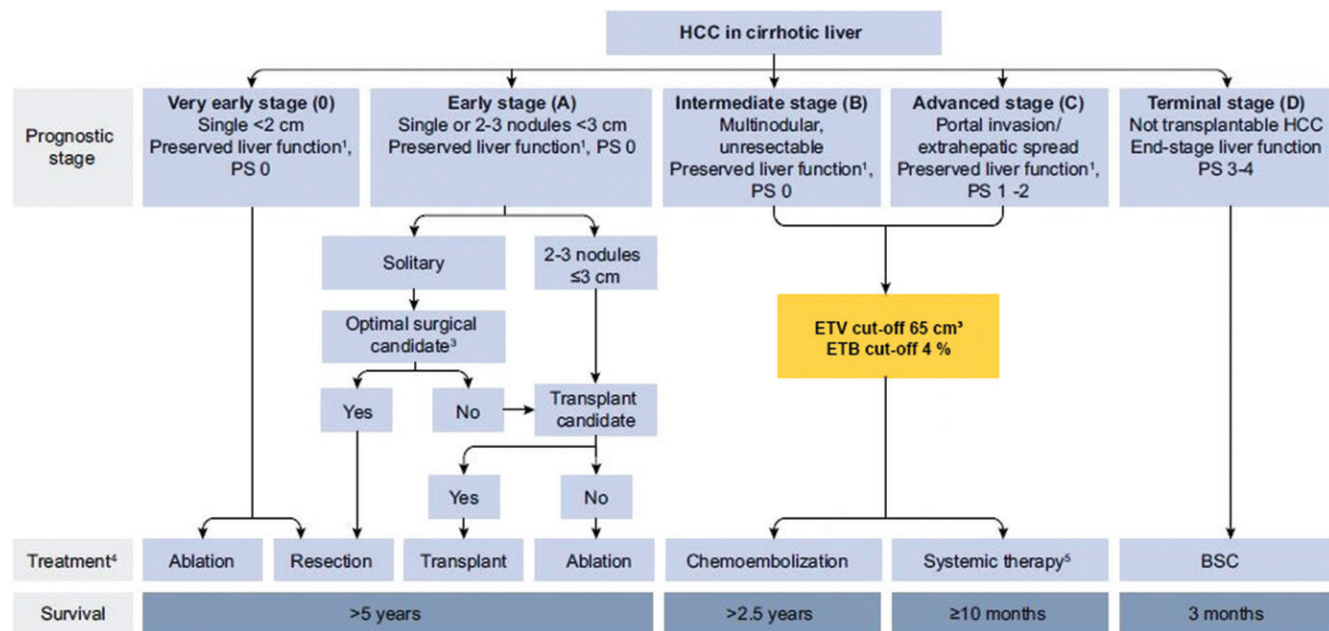 HCC in cirrhotic liver
Prognostic
stage
Very early stage (0)
Single <2 cm
Preserved liver function¹,
PS 0
Early stage (A)
Single or 2-3 nodules <3 cm
Preserved liver function¹, PS 0
Intermediate stage (B)
Multinodular,
unresectable
Preserved liver function¹,
PS 0
Advanced stage (C)
Portal invasion/
extrahepatic spread
Preserved liver function¹,
PS 1 -2
Terminal stage (D)
Not transplantable HCC
End-stage liver function
PS 3-4
Solitary
2-3 nodules
≤3 cm
Optimal surgical
candidate³
ETV cut-off 65 cm³
ETB cut-off 4 %
Yes
No
Transplant
candidate
Yes
No
Treatment⁴
Ablation
Resection
Transplant
Ablation
Chemoembolization
Systemic therapy⁵
BSC
Survival
>5 years
>2.5 years
≥10 months
3 months